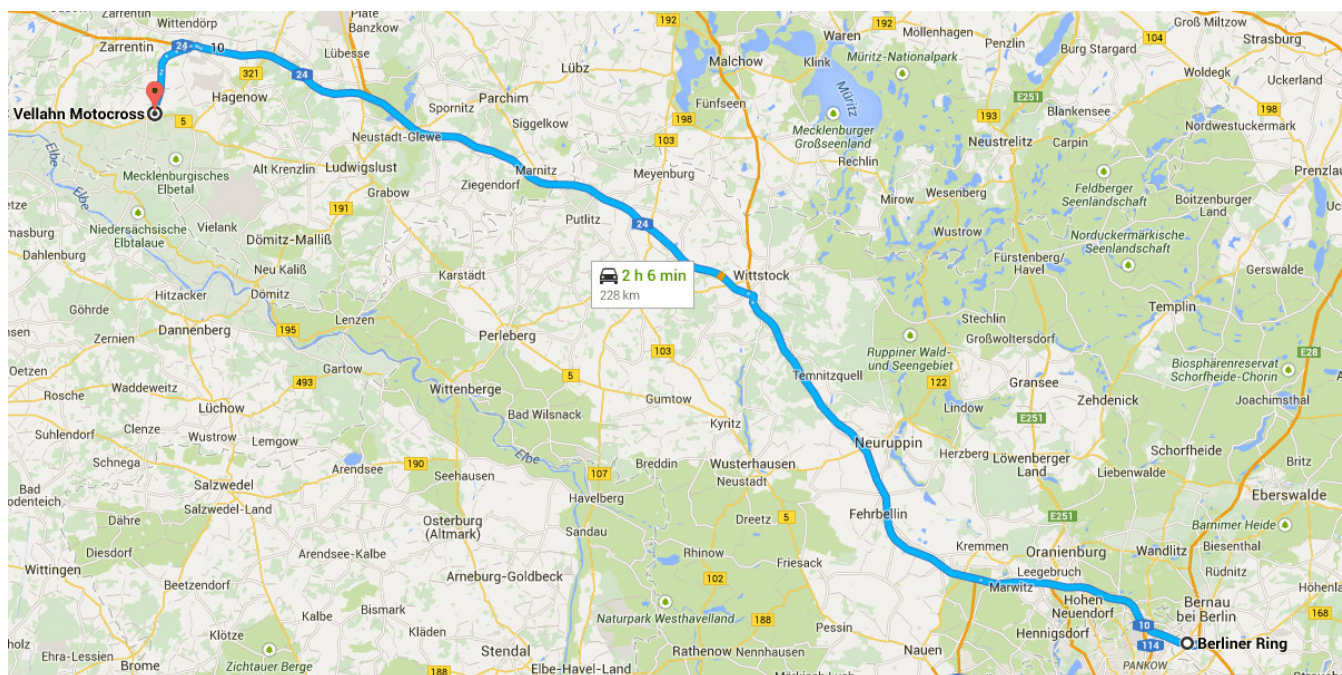 Zarrentin
Wittendörp
Plate
Banzkow
192
192
Waren
Möllenhagen
Penzlin
Burg Stargard
104
Groß Miltzow
Strasburg
Zarrentin
24
10
Lübesse
Malchow
Klink
Müritz-Nationalpark
Woldegk
Uckerland
321
24
Lübz
Müritz
E251
Hagenow
Spornitz
Parchim
Fünfseen
Blankensee
198
Vellahn Motocross
5
Siggelkow
198
Mecklenburger
Großseenland
193
Nordwestuckermark
Neustadt-Glewe
103
Neustrelitz
Carpin
Prenzlau
Elbe
Mecklenburgisches
Elbetal
Alt Krenzlin
Ludwigslust
Marnitz
Meyenburg
Rechlin
Feldberger
Seenlandschaft
Elbe
Grabow
Ziegendorf
Mirow
Wesenberg
Boitzenburger
Land
Niedersächsische
Elbtalaue
Vielank
191
Putlitz
24
Wustrow
Norduckermärkische
Seenlandschaft
Dömitz-Malliß
Dahlenburg
Neu Kaliß
Karstädt
2 h 6 min
228 km
Wittstock
Fürstenberg/
Havel
Gerswalde
Göhrde
Hitzacker
Dömitz
Templin
Dannenberg
195
Lenzen
Perleberg
Stechlin
Zernien
Großwoltersdorf
Ruppiner Wald-
und Seengebiet
103
E28
Oetzen
Gartow
5
Temnitzquell
122
Biosphärenreservat
Schorfheide-Chorin
Waddeweitz
493
Wittenberge
Gransee
Rosche
Lüchow
Gumtow
Lindow
Zehdenick
Joachimsthal
Bad Wilsnack
E251
Suhlendorf
Clenze
Wustrow
Lemgow
Kyritz
Neuruppin
Elbe
Herzberg
Löwenberger
Land
Schorfheide
Schnega
Arendsee
190
Breddin
Wusterhausen
Liebenwalde
Britz
Bad
Bodenteich
Salzwedel
Seehausen
107
Neustadt
Eberswalde
Salzwedel-Land
Havelberg
Dähre
Osterburg
(Altmark)
Sandau
Dreetz
5
Fehrbellin
E251
Barnimer Heide
Diesdorf
Arendsee-Kalbe
Kremmen
Oranienburg
Wandlitz
Biesenthal
Wittingen
Rhinow
Friesack
Leegebruch
Beetzendorf
Arneburg-Goldbeck
102
Marwitz
Rüdnitz
Kalbe
Bismark
Naturpark Westhavelland
188
Hohen
Neuendorf
Bernau
bei Berlin
168
Klötze
Kläden
Pessin
10
Hennigsdorf
114
Berliner Ring
Ehra-Lessien
Brome
Zichtauer Berge
Stendal
188
Elbe-Havel-Land
Rathenow
Nennhausen
Nauen
PANKOW